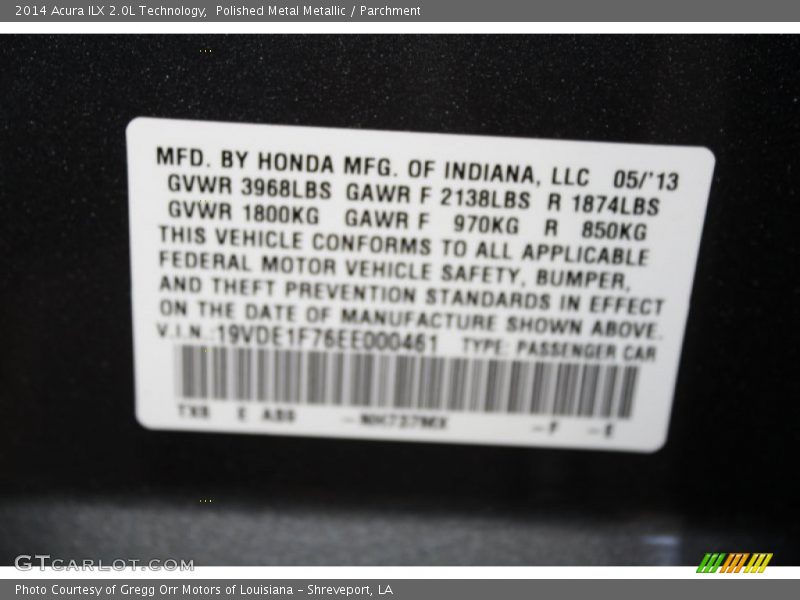 2014 Acura ILX 2.0L Technology,  Polished Metal Metallic / Parchment
MFD. BY HONDA MFG. OF INDIANA, LLC 05/'13
GVWR 3968LBS GAWR F 2138LBS R 1874LBS
GVWR 1800KG GAWR F 970KG R 850KG
THIS VEHICLE CONFORMS TO ALL APPLICABLE
FEDERAL MOTOR VEHICLE SAFETY, BUMPER,
AND THEFT PREVENTION STANDARDS IN EFFECT
ON THE DATE OF MANUFACTURE SHOWN ABOVE.
V.I.N.:19VDE1F76EE000461 TYPE: PASSENGER CAR
E -NH737MX -F -E
GTCARLOT.COM
Photo Courtesy of Gregg Orr Motors of Louisiana – Shreveport, LA